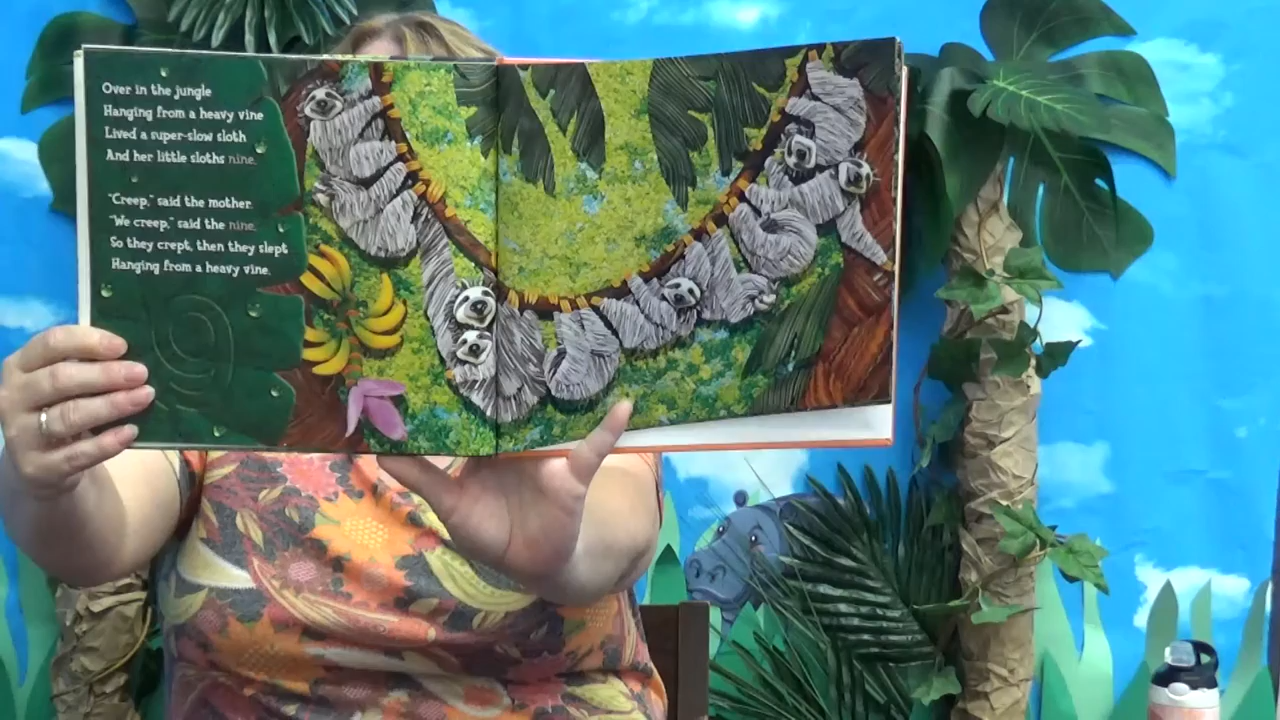 Over in the jungle
Hanging from a heavy vine
Lived a super-slow sloth
And her little sloths nine.
"Creep," said the mother.
"We creep," said the nine.
So they crept, then they slept
Hanging from a heavy vine.
9